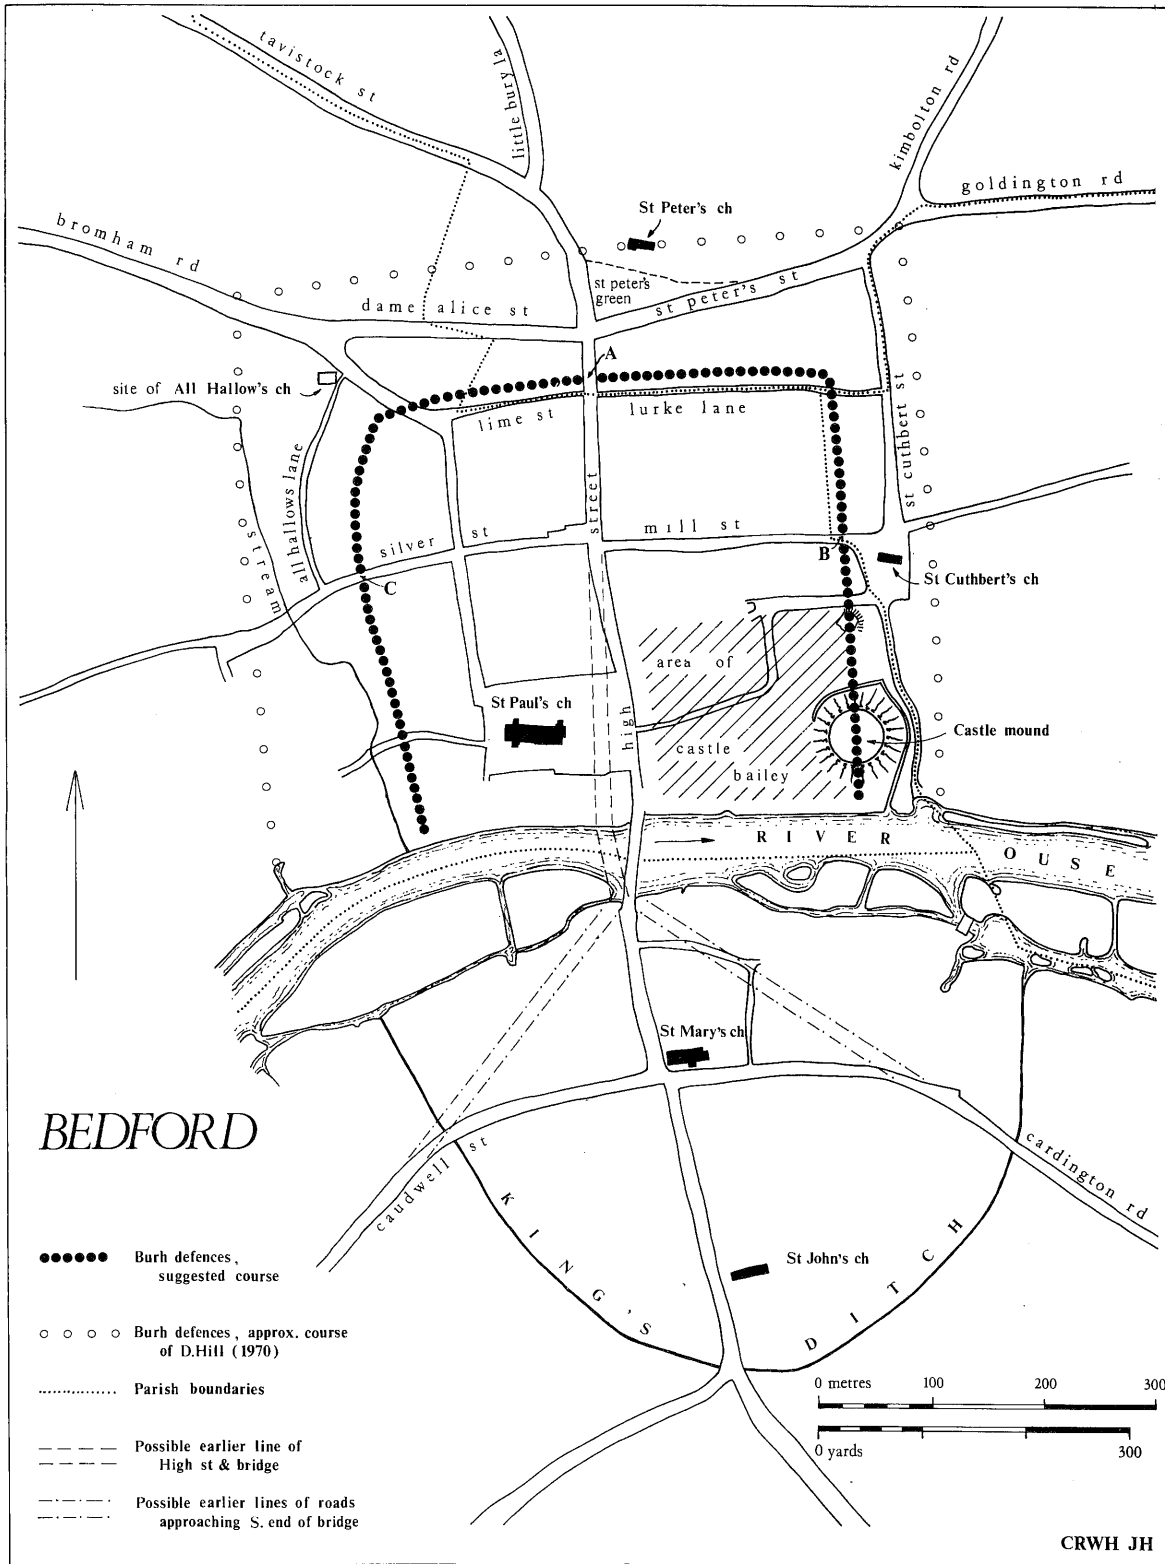 tavistock st
little bury la
kimbolton rd
goldington rd
bromham rd
St Peter's ch
st peter's
green
st peter's st
dame alice st
A
site of All Hallow's ch
lime st
lurke lane
st cuthbert st
all hallows lane
stream
silver st
street
mill st
B
C
St Cuthbert's ch
area of
St Paul's ch
high
castle
bailey
Castle mound
RIVER
OUSE
St Mary's ch
BEDFORD
caudwell st
cardington rd
KING'S
DITCH
St John's ch
Burh defences,
suggested course
Burh defences, approx. course
of D.Hill (1970)
Parish boundaries
Possible earlier line of
High st & bridge
Possible earlier lines of roads
approaching S. end of bridge
0 metres 100 200 300
0 yards 300
CRWH JH